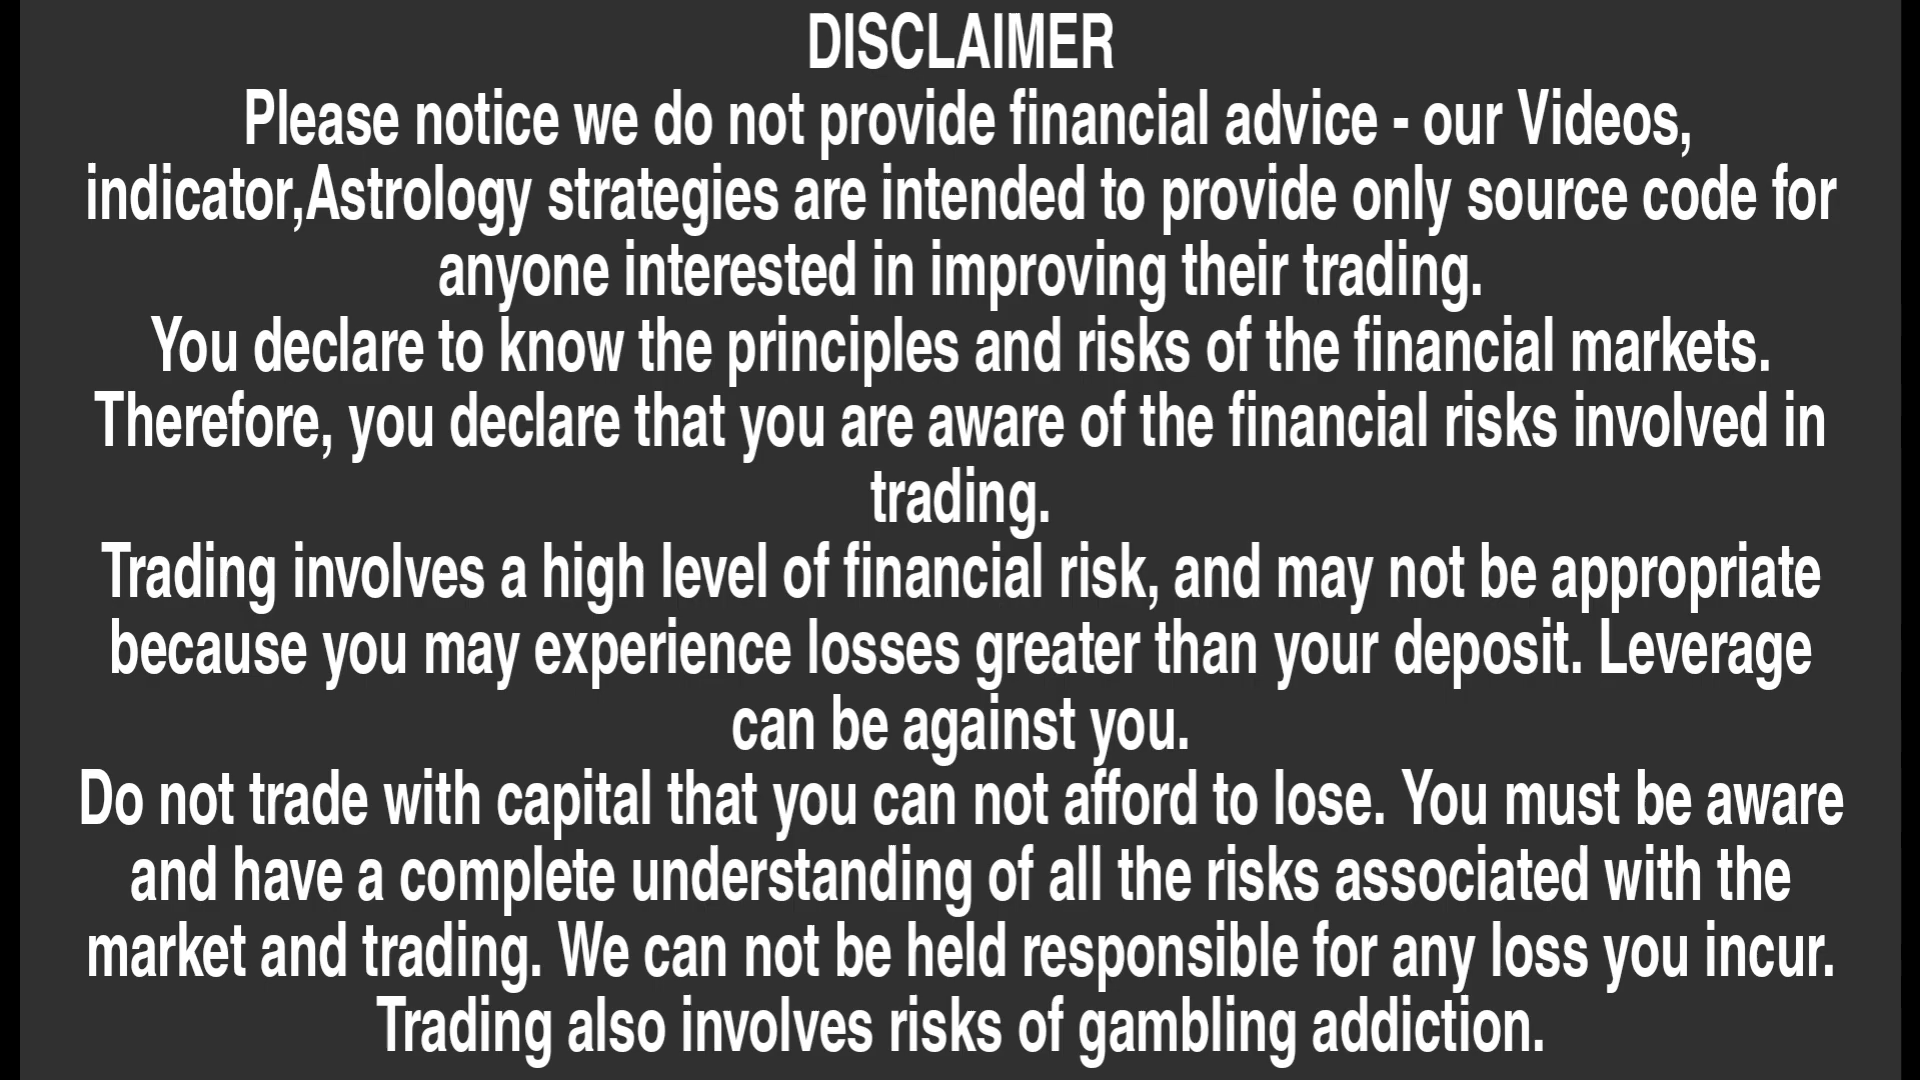 DISCLAIMER
Please notice we do not provide financial advice - our Videos,
indicator,Astrology strategies are intended to provide only source code for
anyone interested in improving their trading.
You declare to know the principles and risks of the financial markets.
Therefore, you declare that you are aware of the financial risks involved in
trading.
Trading involves a high level of financial risk, and may not be appropriate
because you may experience losses greater than your deposit. Leverage
can be against you.
Do not trade with capital that you can not afford to lose. You must be aware
and have a complete understanding of all the risks associated with the
market and trading. We can not be held responsible for any loss you incur.
Trading also involves risks of gambling addiction.